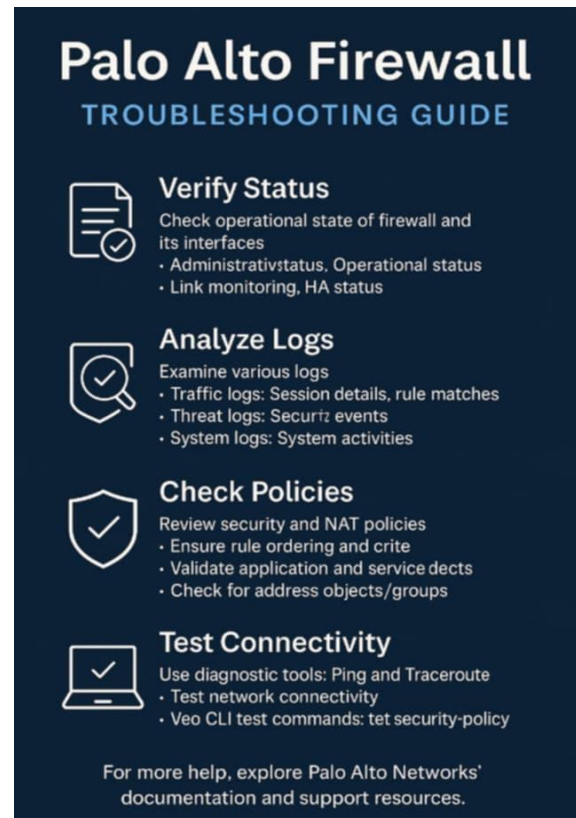 Palo Alto Firewaıll
TROUBLESHOOTING GUIDE
Verify Status
Check operational state of firewall and
its interfaces
• Administrativstatus, Operational status
• Link monitoring, HA status
Analyze Logs
Examine various logs
• Traffic logs: Session details, rule matches
• Threat logs: events
• System logs: System activities
Check Policies
Review security and NAT policies
• Ensure rule ordering and crite
• Validate application and service dects
• Check for address objects/groups
Test Connectivity
Use diagnostic tools: Ping and Traceroute
• Test network connectivity
• Veo CLI test commands: tet security-policy
For more help, explore Palo Alto Networks'
documentation and support resources.